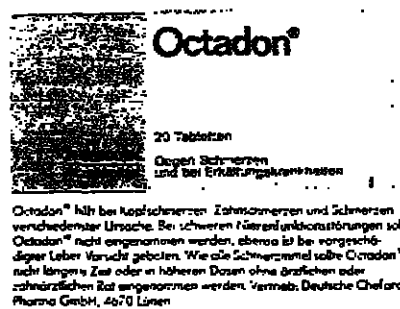 Octadon®
20 Tabletten
Gegen Schmerzen
und bei Erkältungskrankheiten
Octadon® hilft bei Kopfschmerzen Zahnschmerzen und Schmerzen
verschiedenster Ursache. Bei schweren Nierenfunktionsstörungen soll
Octadon® nicht eingenommen werden, ebenso ist bei vorgeschä-
digter Leber Vorsicht geboten. Wie alle Schmerzmittel sollte Octadon®
nicht längere Zeit oder in höheren Dosen ohne ärztlichen oder
zahnärztlichen Rat eingenommen werden. Vertrieb: Deutsche Chefaro
Pharma GmbH, 4670 Lünen